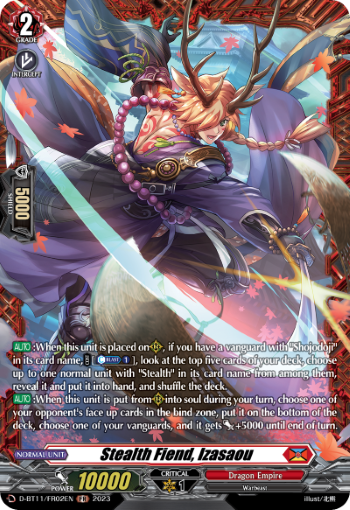 2
GRADE
INTERCEPT
5000
SHIELD
AUTO:When this unit is placed on R, if you have a vanguard with "Shojodoji"
in its card name, [BLAST 1], look at the top five cards of your deck, choose
up to one normal unit with "Stealth" in its card name from among them,
reveal it and put it into hand, and shuffle the deck.
AUTO:When this unit is put from R into soul during your turn, choose one of
your opponent's face up cards in the bind zone, put it on the bottom of the
deck, choose one of your vanguards, and it gets +5000 until end of turn.
NORMAL UNIT
Stealth Fiend, Izasaou
POWER 10000
CRITICAL
1
Dragon Empire
Warbeast
D-BT11/FR02EN FR 2023
illust/北熊